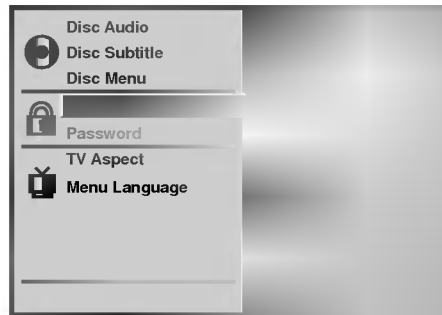 Disc Audio
Disc Subtitle
Disc Menu
Password
TV Aspect
Menu Language